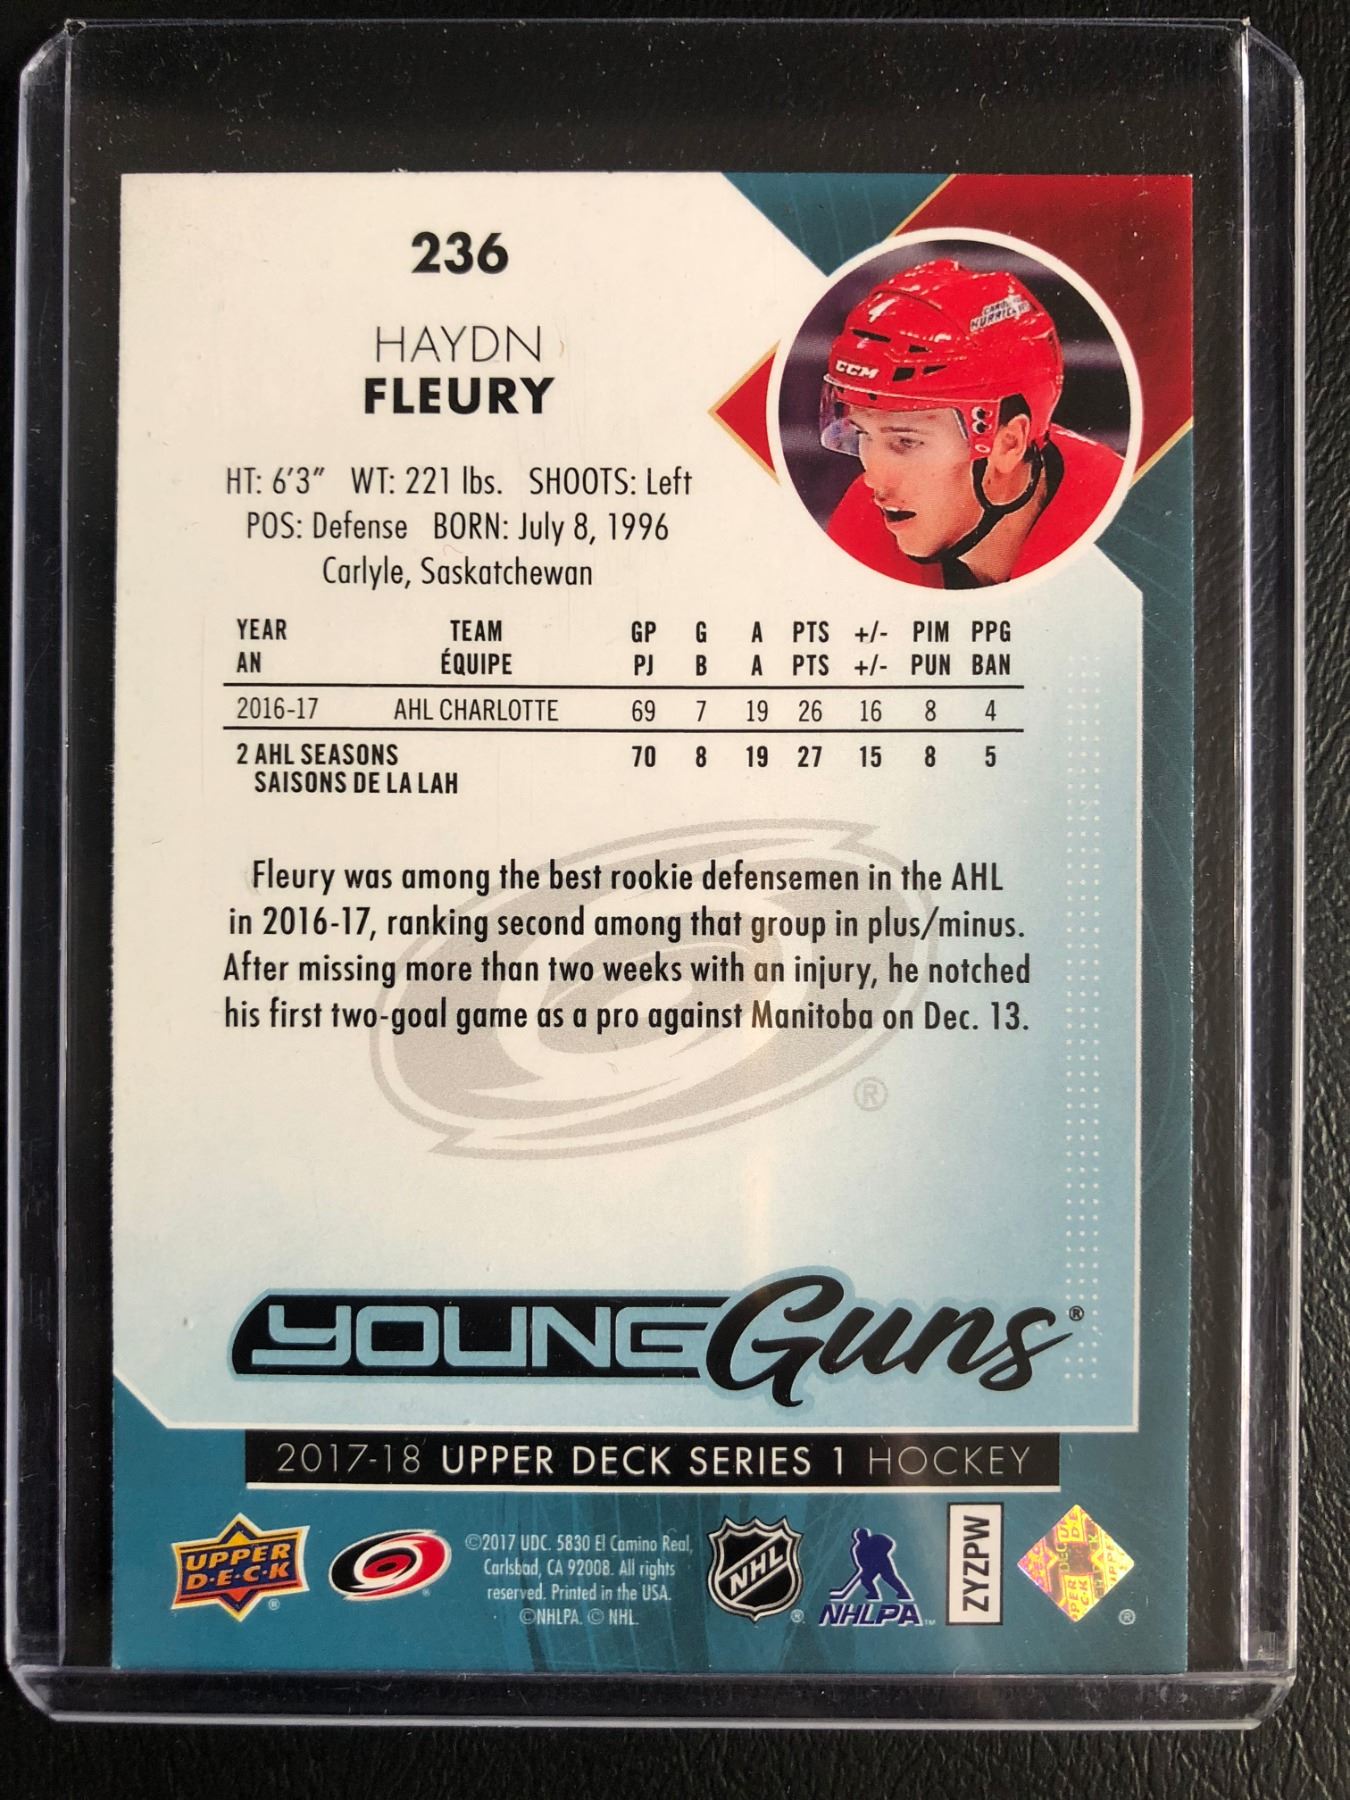 236
HAYDN
FLEURY
CAROLINA
HURRICANES
CCM
HT: 6'3" WT: 221 lbs. SHOOTS: Left
POS: Defense BORN: July 8, 1996
Carlyle, Saskatchewan
YEAR TEAM GP G A PTS +/- PIM PPG
AN ÉQUIPE PJ B A PTS +/- PUN BAN
2016-17 AHL CHARLOTTE 69 7 19 26 16 8 4
2 AHL SEASONS 70 8 19 27 15 8 5
SAISONS DE LA LAH
Fleury was among the best rookie defensemen in the AHL
in 2016-17, ranking second among that group in plus/minus.
After missing more than two weeks with an injury, he notched
his first two-goal game as a pro against Manitoba on Dec. 13.
®
YOUNG Guns®
2017-18 UPPER DECK SERIES 1 HOCKEY
UPPER
D·E·C·K
®
®
©2017 UDC. 5830 El Camino Real,
Carlsbad, CA 92008. All rights
reserved. Printed in the USA.
©NHLPA. © NHL.
NHL
®
NHLPA™
ZYZPW
®